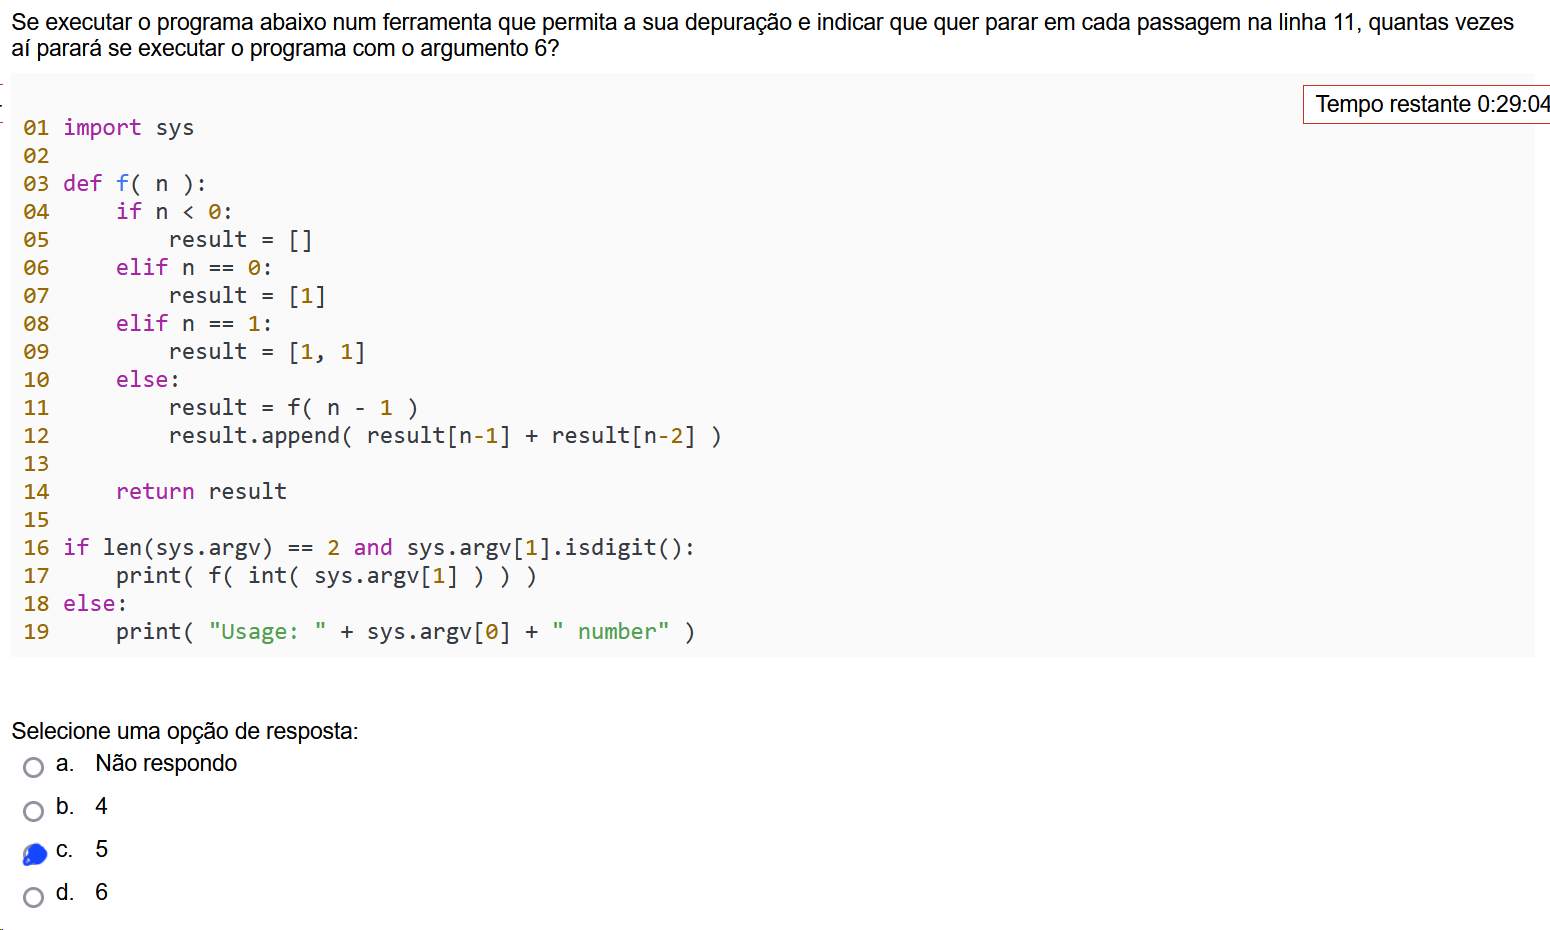 Se executar o programa abaixo num ferramenta que permita a sua depuração e indicar que quer parar em cada passagem na linha 11, quantas vezes
aí parará se executar o programa com o argumento 6?
Tempo restante 0:29:04
01 import sys
02
03 def f( n ):
04     if n < 0:
05         result = []
06     elif n == 0:
07         result = [1]
08     elif n == 1:
09         result = [1, 1]
10     else:
11         result = f( n - 1 )
12         result.append( result[n-1] + result[n-2] )
13
14     return result
15
16 if len(sys.argv) == 2 and sys.argv[1].isdigit():
17     print( f( int( sys.argv[1] ) ) )
18 else:
19     print( "Usage: " + sys.argv[0] + " number" )
Selecione uma opção de resposta:
a. Não respondo
b. 4
c. 5
d. 6